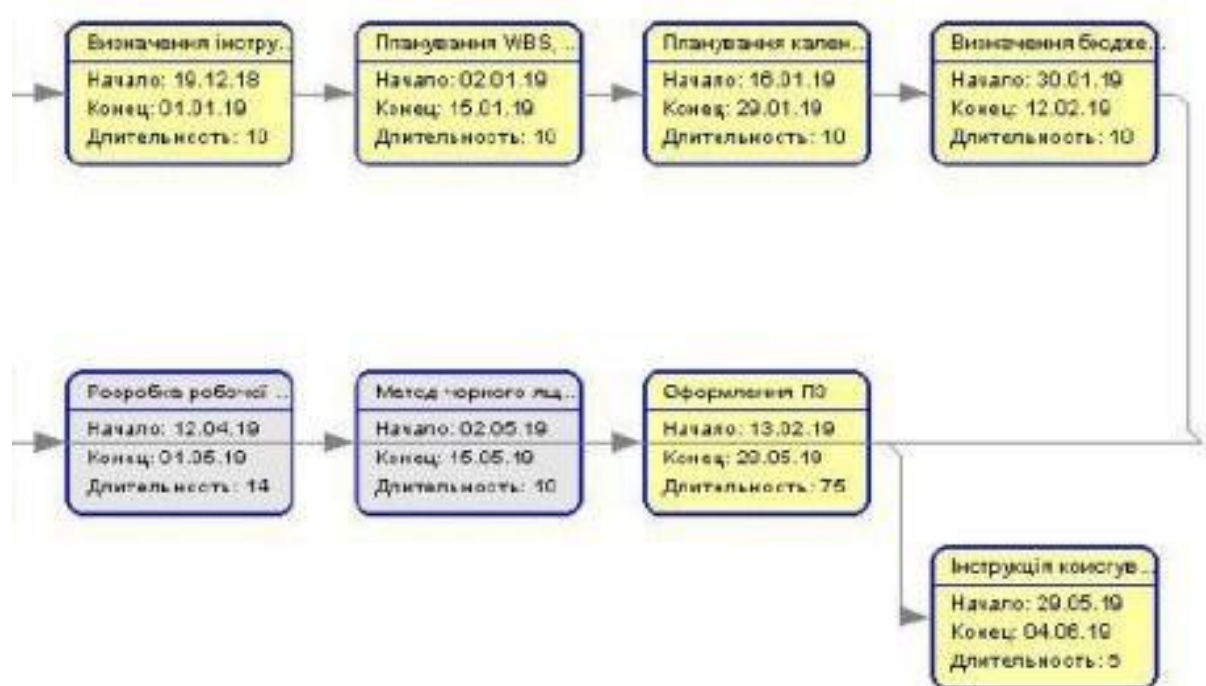 Визначення інстру...
Начало: 19.12.18
Конец: 01.01.19
Длительность: 10
Планування WBS, ...
Начало: 02.01.19
Конец: 15.01.19
Длительность: 10
Планування кален...
Начало: 16.01.19
Конец: 29.01.19
Длительность: 10
Визначення бюдже...
Начало: 30.01.19
Конец: 12.02.19
Длительность: 10
Розробка робочої ...
Начало: 12.04.19
Конец: 01.05.19
Длительность: 14
Метод чорного ящ...
Начало: 02.05.19
Конец: 15.05.19
Длительность: 10
Оформлення ПЗ
Начало: 13.02.19
Конец: 28.05.19
Длительность: 75
Інструкція користув...
Начало: 29.05.19
Конец: 04.06.19
Длительность: 5